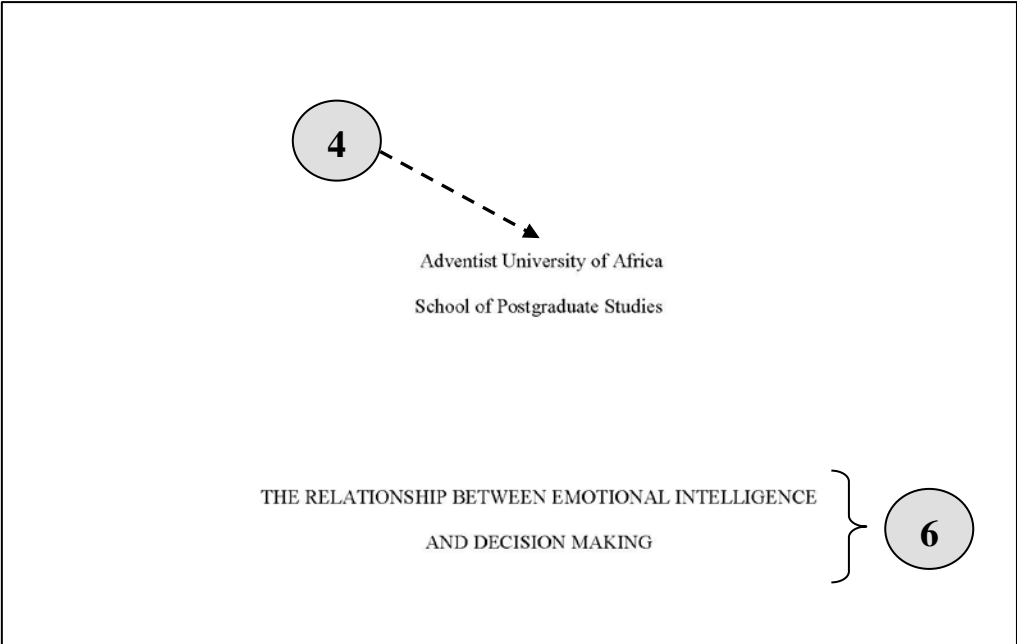 4
Adventist University of Africa
School of Postgraduate Studies
THE RELATIONSHIP BETWEEN EMOTIONAL INTELLIGENCE
AND DECISION MAKING
6